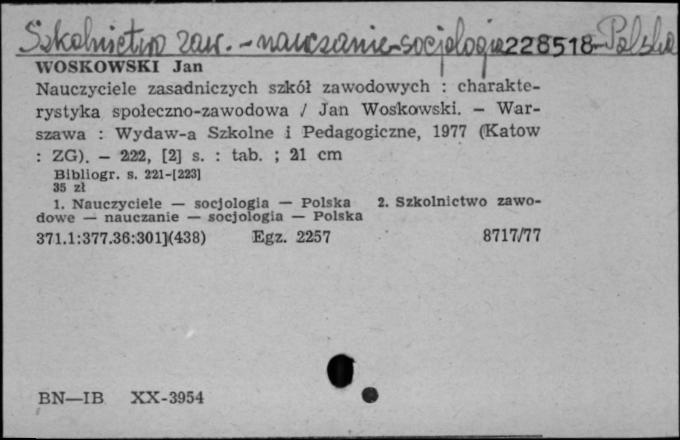 Szkolnictwo zaw. - nauczanie-socjologia 228518 - Polska
WOSKOWSKI Jan
Nauczyciele zasadniczych szkół zawodowych : charakte-
rystyka społeczno-zawodowa / Jan Woskowski. — War-
szawa : Wydaw-a Szkolne i Pedagogiczne, 1977 (Katow
: ZG). — 222, [2] s. : tab. ; 21 cm
Bibliogr. s. 221-[223]
35 zł
1. Nauczyciele — socjologia — Polska 2. Szkolnictwo zawo-
dowe — nauczanie — socjologia — Polska
371.1:377.36:301](438) Egz. 2257 8717/77
BN—IB XX-3954